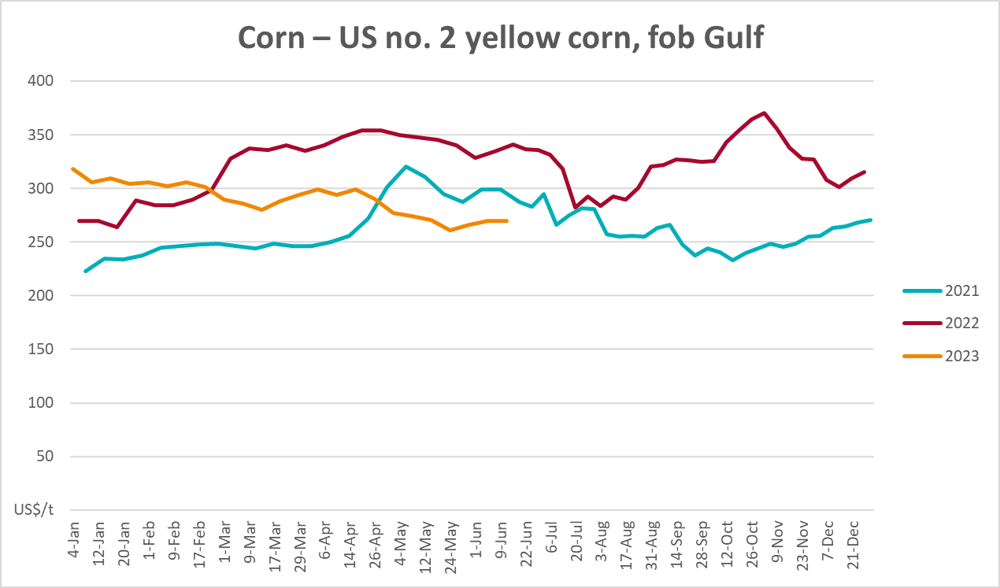 Corn – US no. 2 yellow corn, fob Gulf
400
350
300
250
200
150
100
50
US$/t
4-Jan
12-Jan
20-Jan
1-Feb
9-Feb
17-Feb
1-Mar
9-Mar
17-Mar
29-Mar
6-Apr
14-Apr
26-Apr
4-May
12-May
24-May
1-Jun
9-Jun
22-Jun
6-Jul
20-Jul
3-Aug
17-Aug
31-Aug
14-Sep
28-Sep
12-Oct
26-Oct
9-Nov
23-Nov
7-Dec
21-Dec
2021
2022
2023